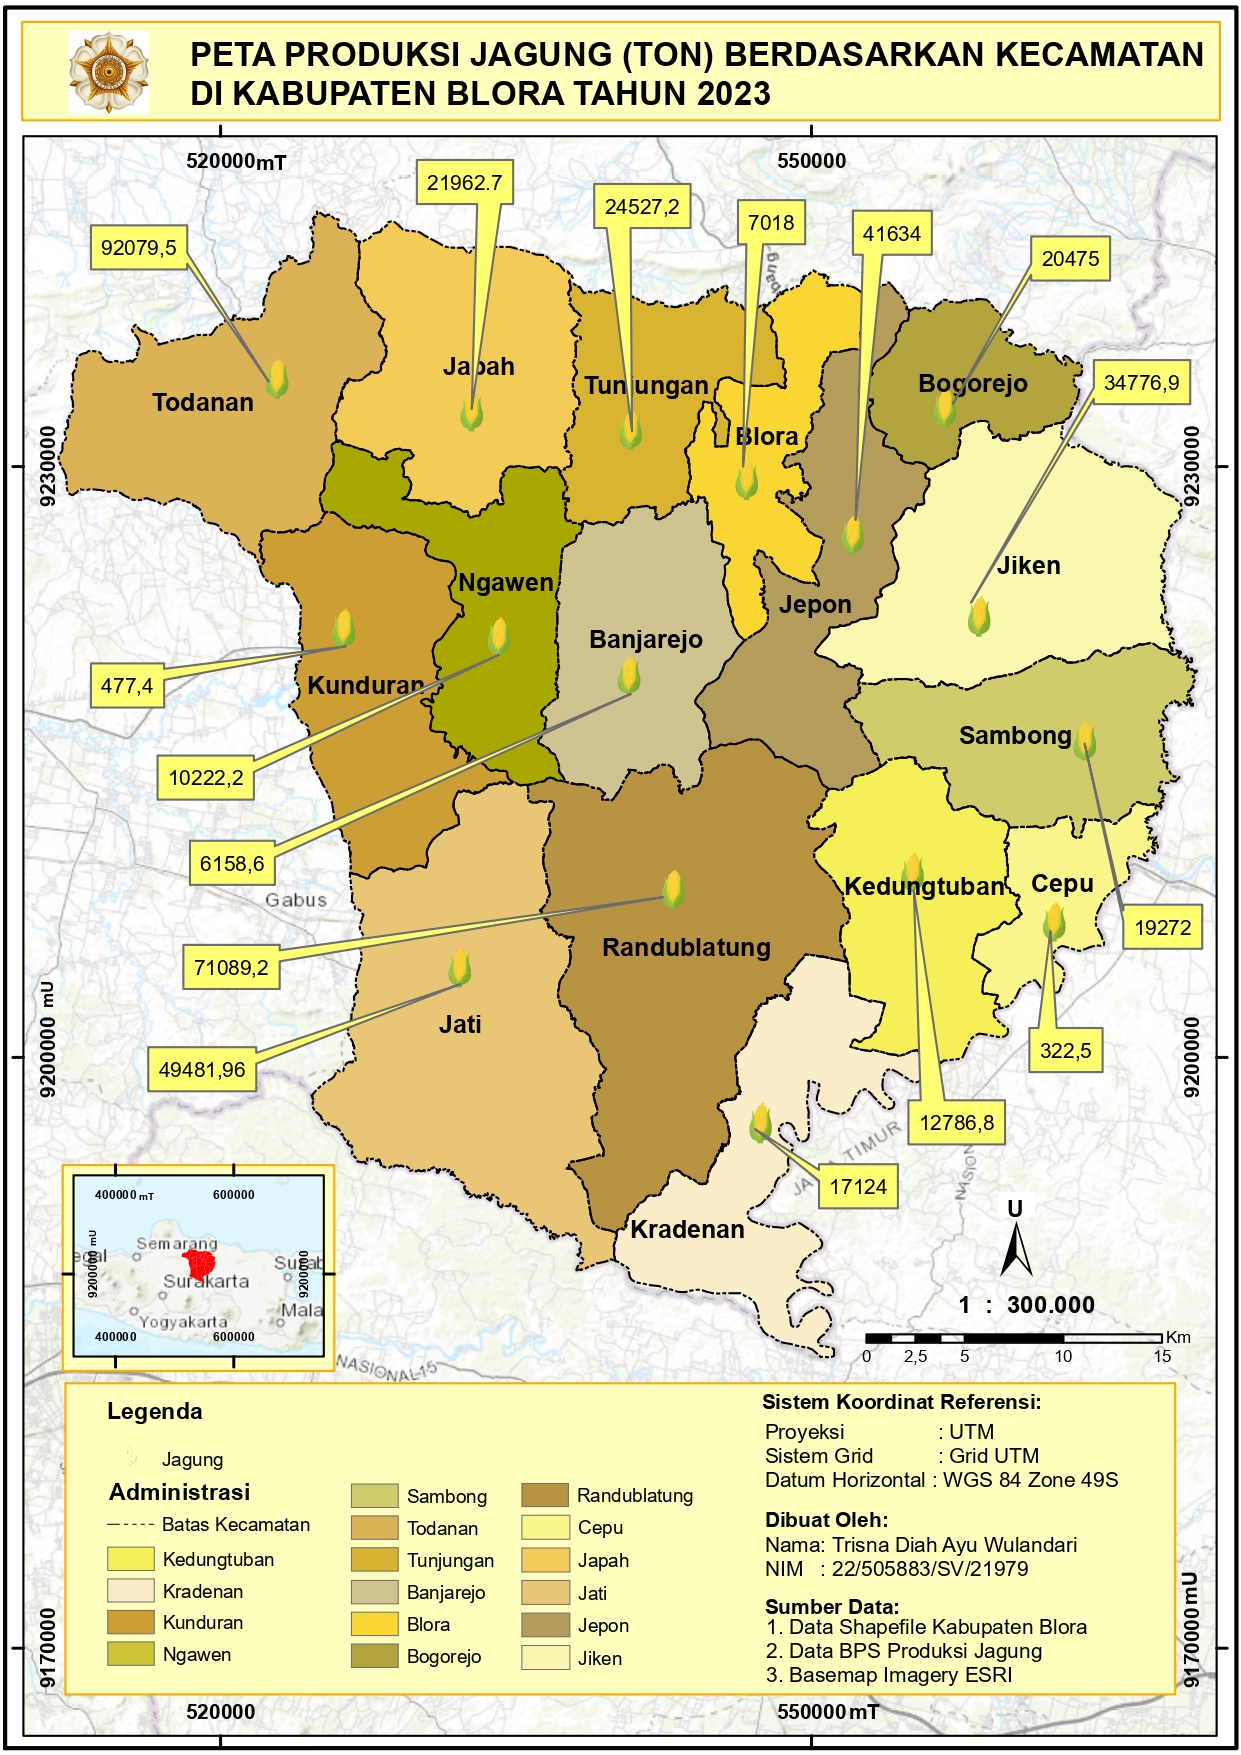 PETA PRODUKSI JAGUNG (TON) BERDASARKAN KECAMATAN
DI KABUPATEN BLORA TAHUN 2023
520000mT
550000
21962.7
24527,2
7018
41634
92079,5
20475
34776,9
Japah
Tunjungan
Bogorejo
Todanan
Blora
9230000
9230000
Jiken
Ngawen
Jepon
Banjarejo
477,4
Kunduran
Sambong
10222,2
6158,6
Kedungtuban
Cepu
Gabus
19272
Randublatung
71089,2
Jati
9200000 mU
9200000
322,5
49481,96
12786,8
TIMUR
17124
NASION
Kradenan
U
1 : 300.000
Km
0 2,5 5 10 15
400000 mT 600000
Semarang
egal
Surab
Surakarta
9200000 mU
9200000
Mala
Yogyakarta
400000 600000
NASIONAL 15
Legenda
Jagung
Administrasi
Batas Kecamatan
Kedungtuban
Kradenan
Kunduran
Ngawen
Sambong
Todanan
Tunjungan
Banjarejo
Blora
Bogorejo
Randublatung
Cepu
Japah
Jati
Jepon
Jiken
Sistem Koordinat Referensi:
Proyeksi : UTM
Sistem Grid : Grid UTM
Datum Horizontal : WGS 84 Zone 49S
Dibuat Oleh:
Nama: Trisna Diah Ayu Wulandari
NIM : 22/505883/SV/21979
Sumber Data:
1. Data Shapefile Kabupaten Blora
2. Data BPS Produksi Jagung
3. Basemap Imagery ESRI
9170000
9170000mU
520000
550000mT